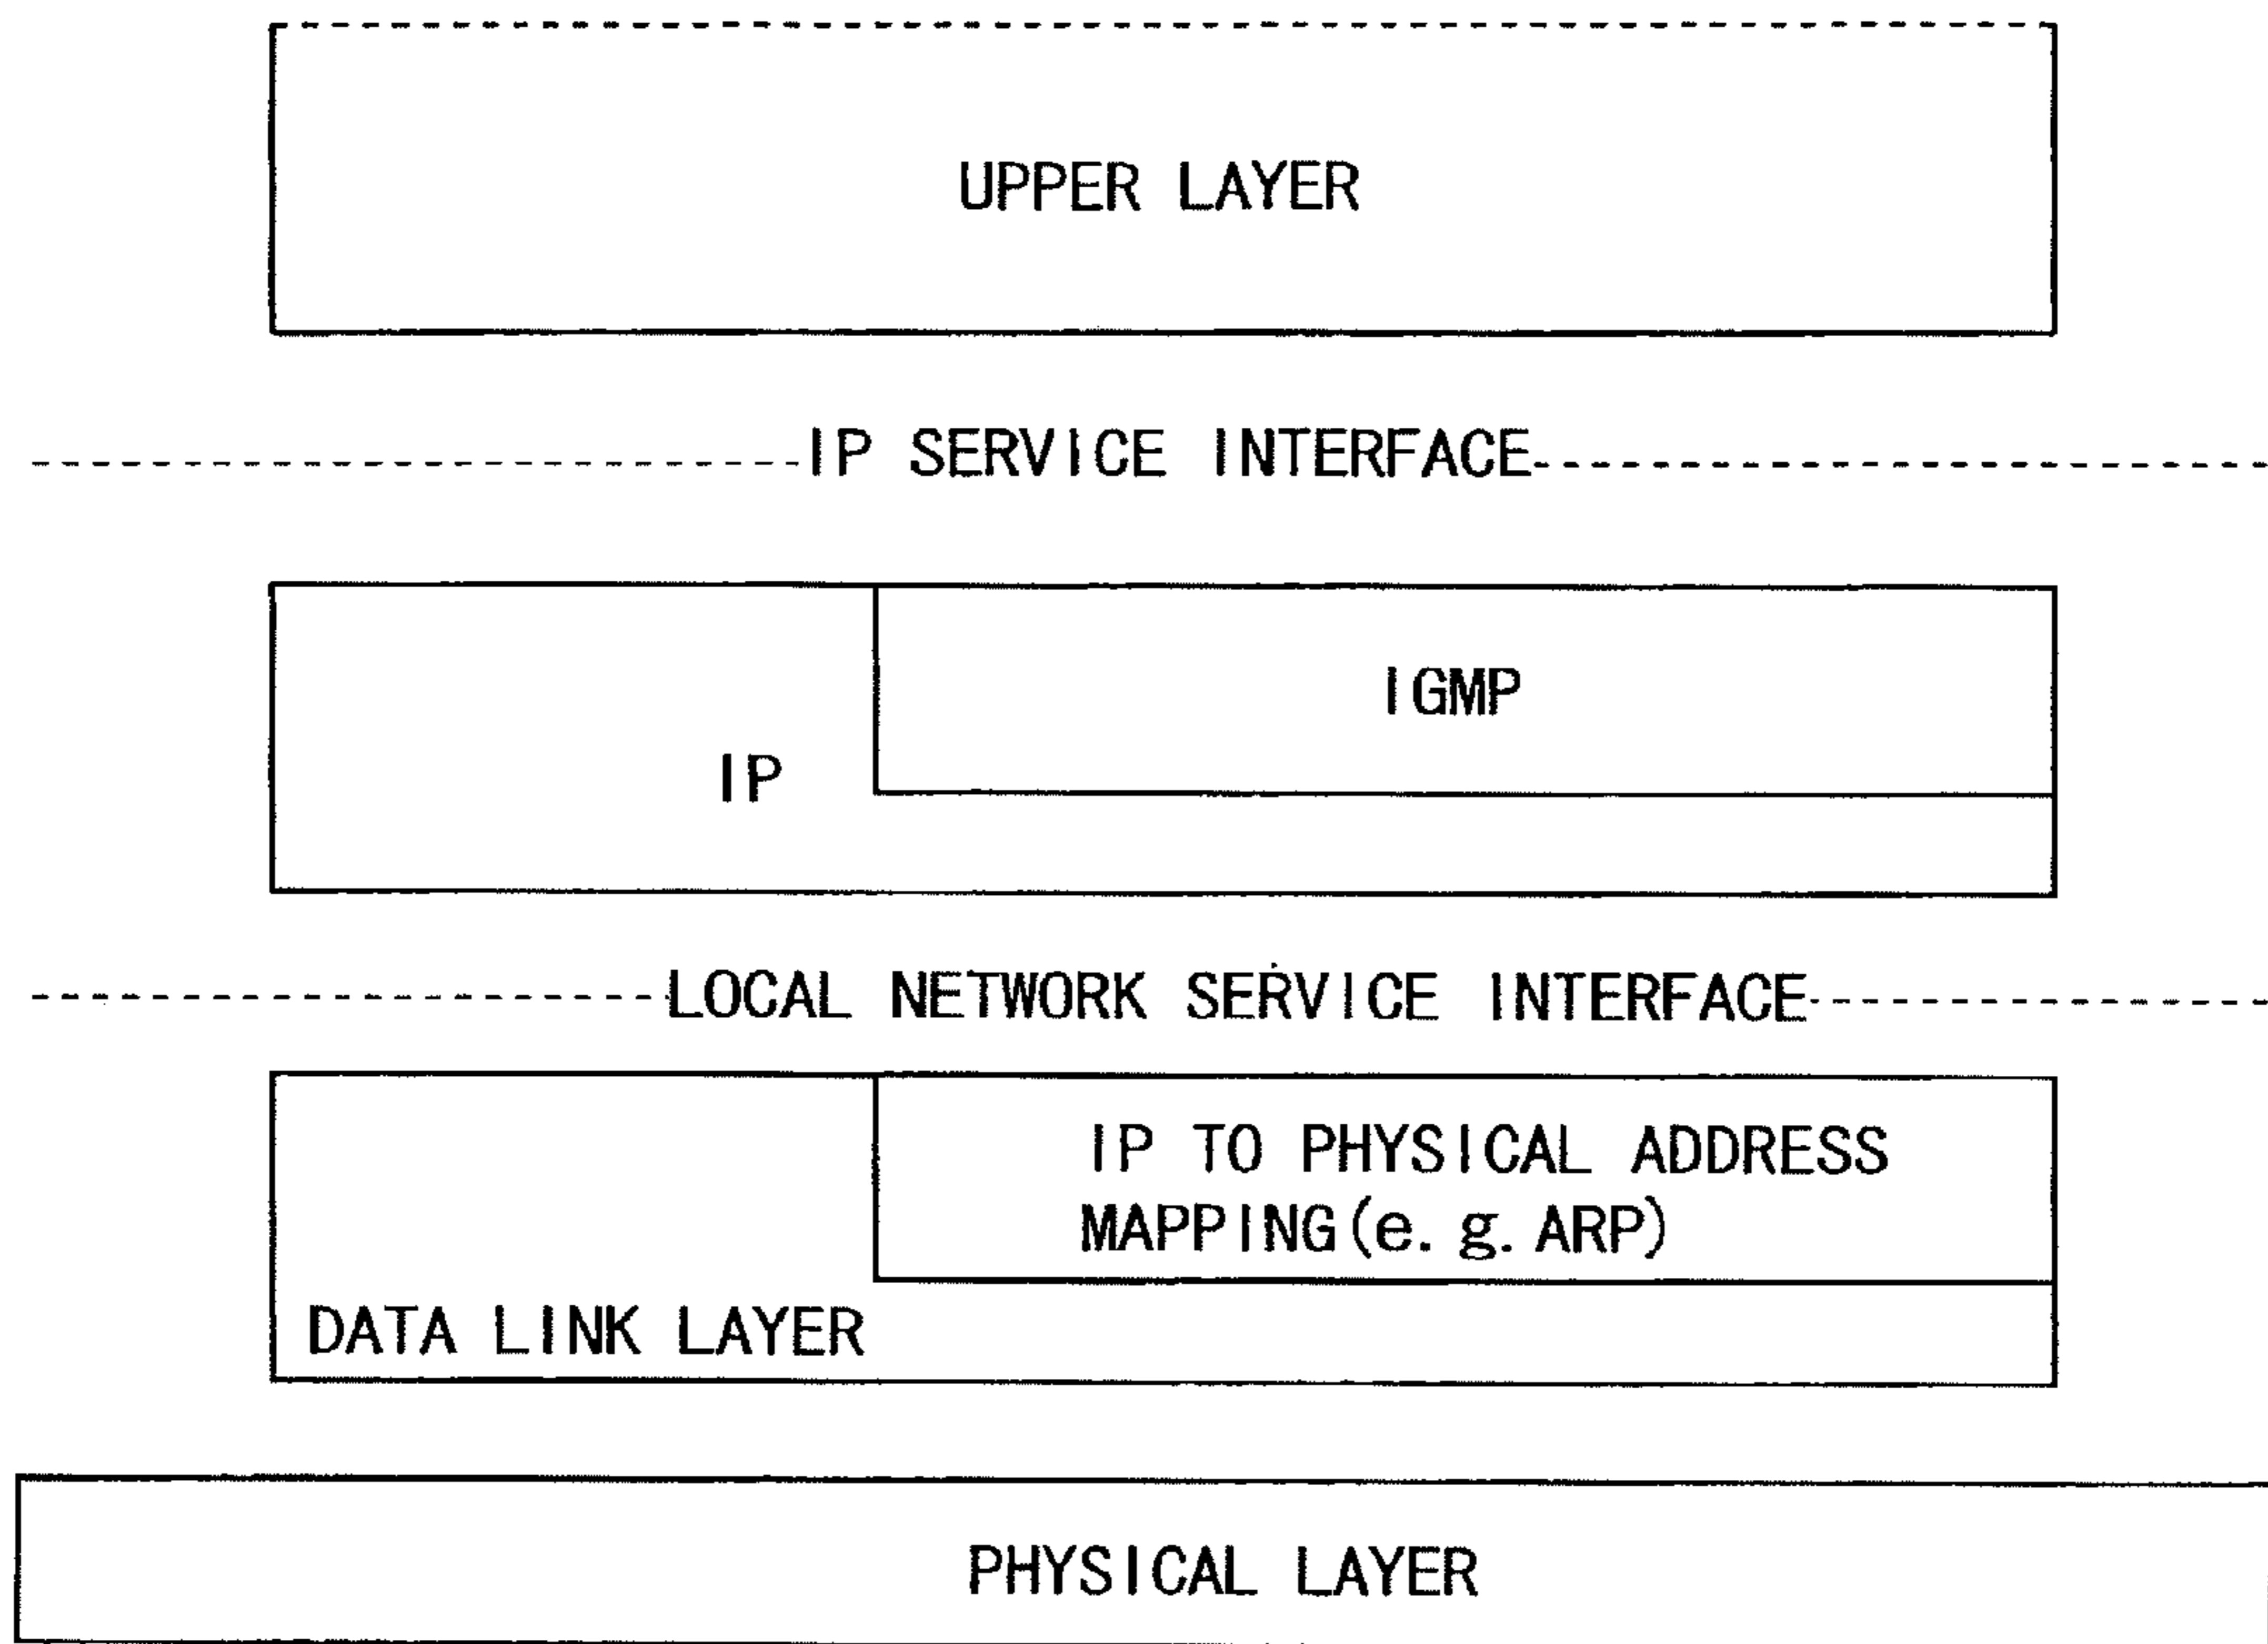 UPPER LAYER
IP SERVICE INTERFACE
IGMP
IP
LOCAL NETWORK SERVICE INTERFACE
IP TO PHYSICAL ADDRESS
MAPPING(e.g. ARP)
DATA LINK LAYER
PHYSICAL LAYER